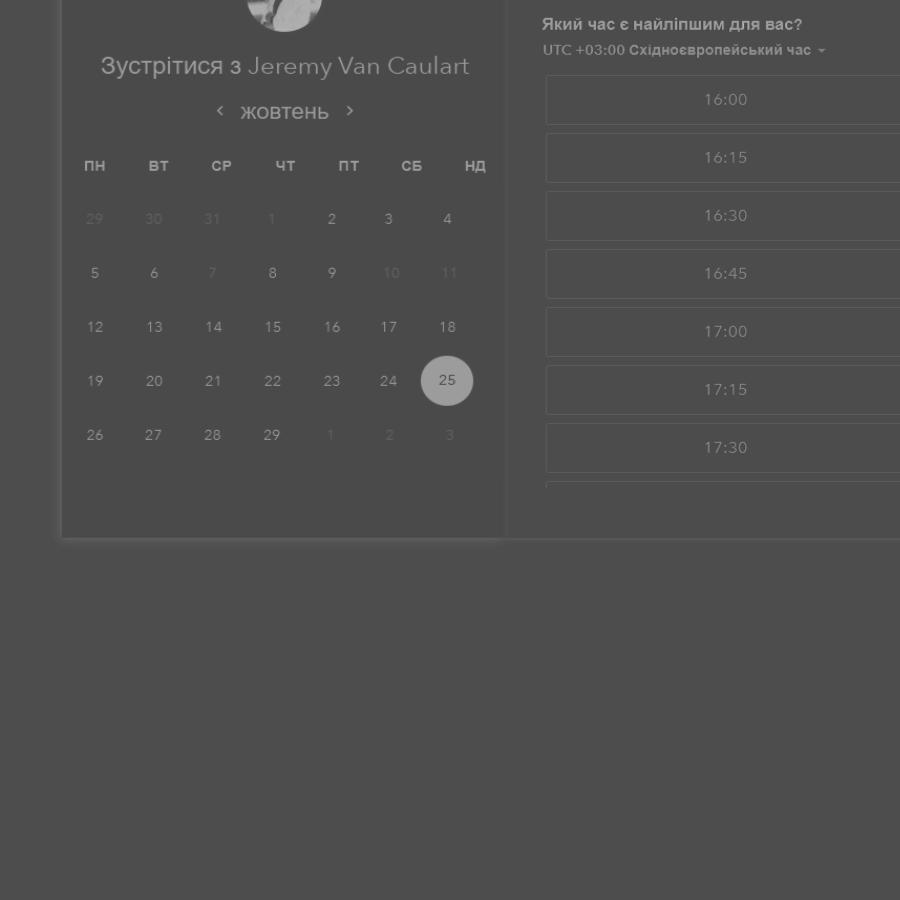 Зустрітися з Jeremy Van Caulart
жовтень
ПН ВТ СР ЧТ ПТ СБ НД
29 30 31 1 2 3 4
5 6 7 8 9 10 11
12 13 14 15 16 17 18
19 20 21 22 23 24 25
26 27 28 29 1 2 3
Який час є найліпшим для вас?
UTC +03:00 Східноєвропейський час
16:00
16:15
16:30
16:45
17:00
17:15
17:30